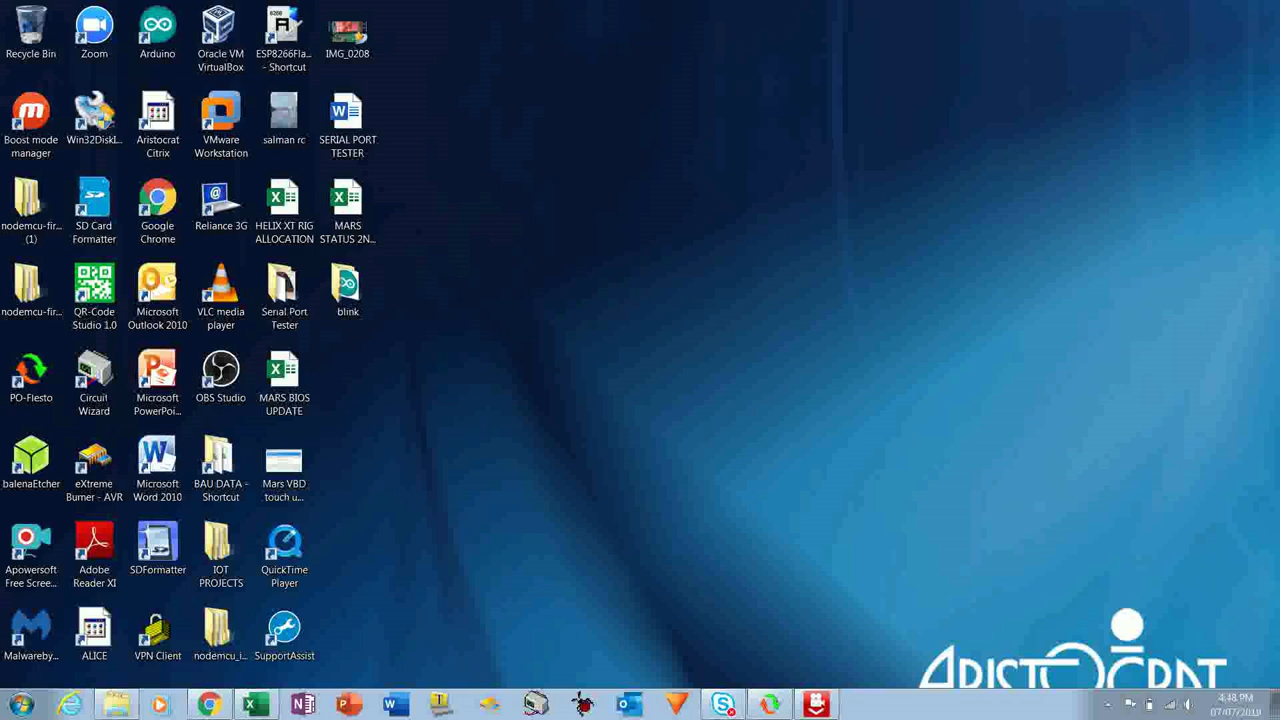 Recycle Bin
Zoom
Arduino
Oracle VM
VirtualBox
ESP8266Fla...
- Shortcut
IMG_0208
Boost mode
manager
Win32DiskI...
Aristocrat
Citrix
VMware
Workstation
salman rc
SERIAL PORT
TESTER
nodemcu-fir...
(1)
SD Card
Formatter
Google
Chrome
Reliance 3G
HELIX XT RIG
ALLOCATION
MARS
STATUS 2N...
nodemcu-fir...
QR-Code
Studio 1.0
Microsoft
Outlook 2010
VLC media
player
Serial Port
Tester
blink
PO-Flesto
Circuit
Wizard
Microsoft
PowerPoi...
OBS Studio
MARS BIOS
UPDATE
balenaEtcher
eXtreme
Burner - AVR
Microsoft
Word 2010
BAU DATA -
Shortcut
Mars VBD
touch u...
Apowersoft
Free Scree...
Adobe
Reader XI
SDFormatter
IOT
PROJECTS
QuickTime
Player
Malwareby...
ALICE
VPN Client
nodemcu_i...
SupportAssist
ARISTOCRAT
4:48 PM